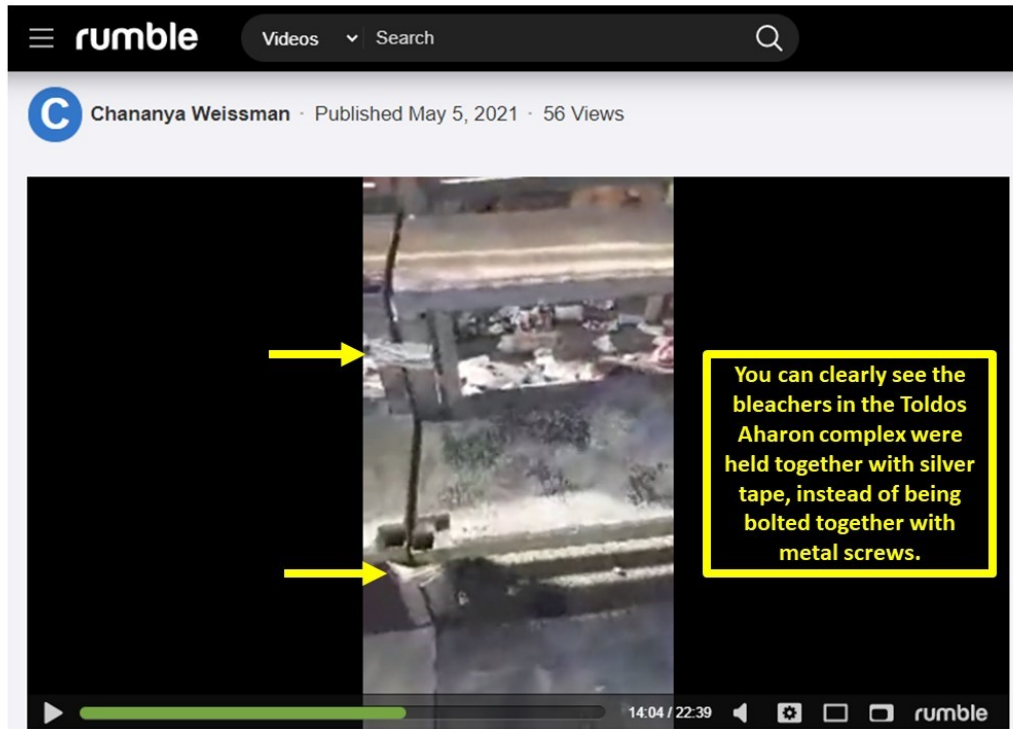 rumble Videos Search
C Chananya Weissman · Published May 5, 2021 · 56 Views
You can clearly see the
bleachers in the Toldos
Aharon complex were
held together with silver
tape, instead of being
bolted together with
metal screws.
14:04 / 22:39 rumble